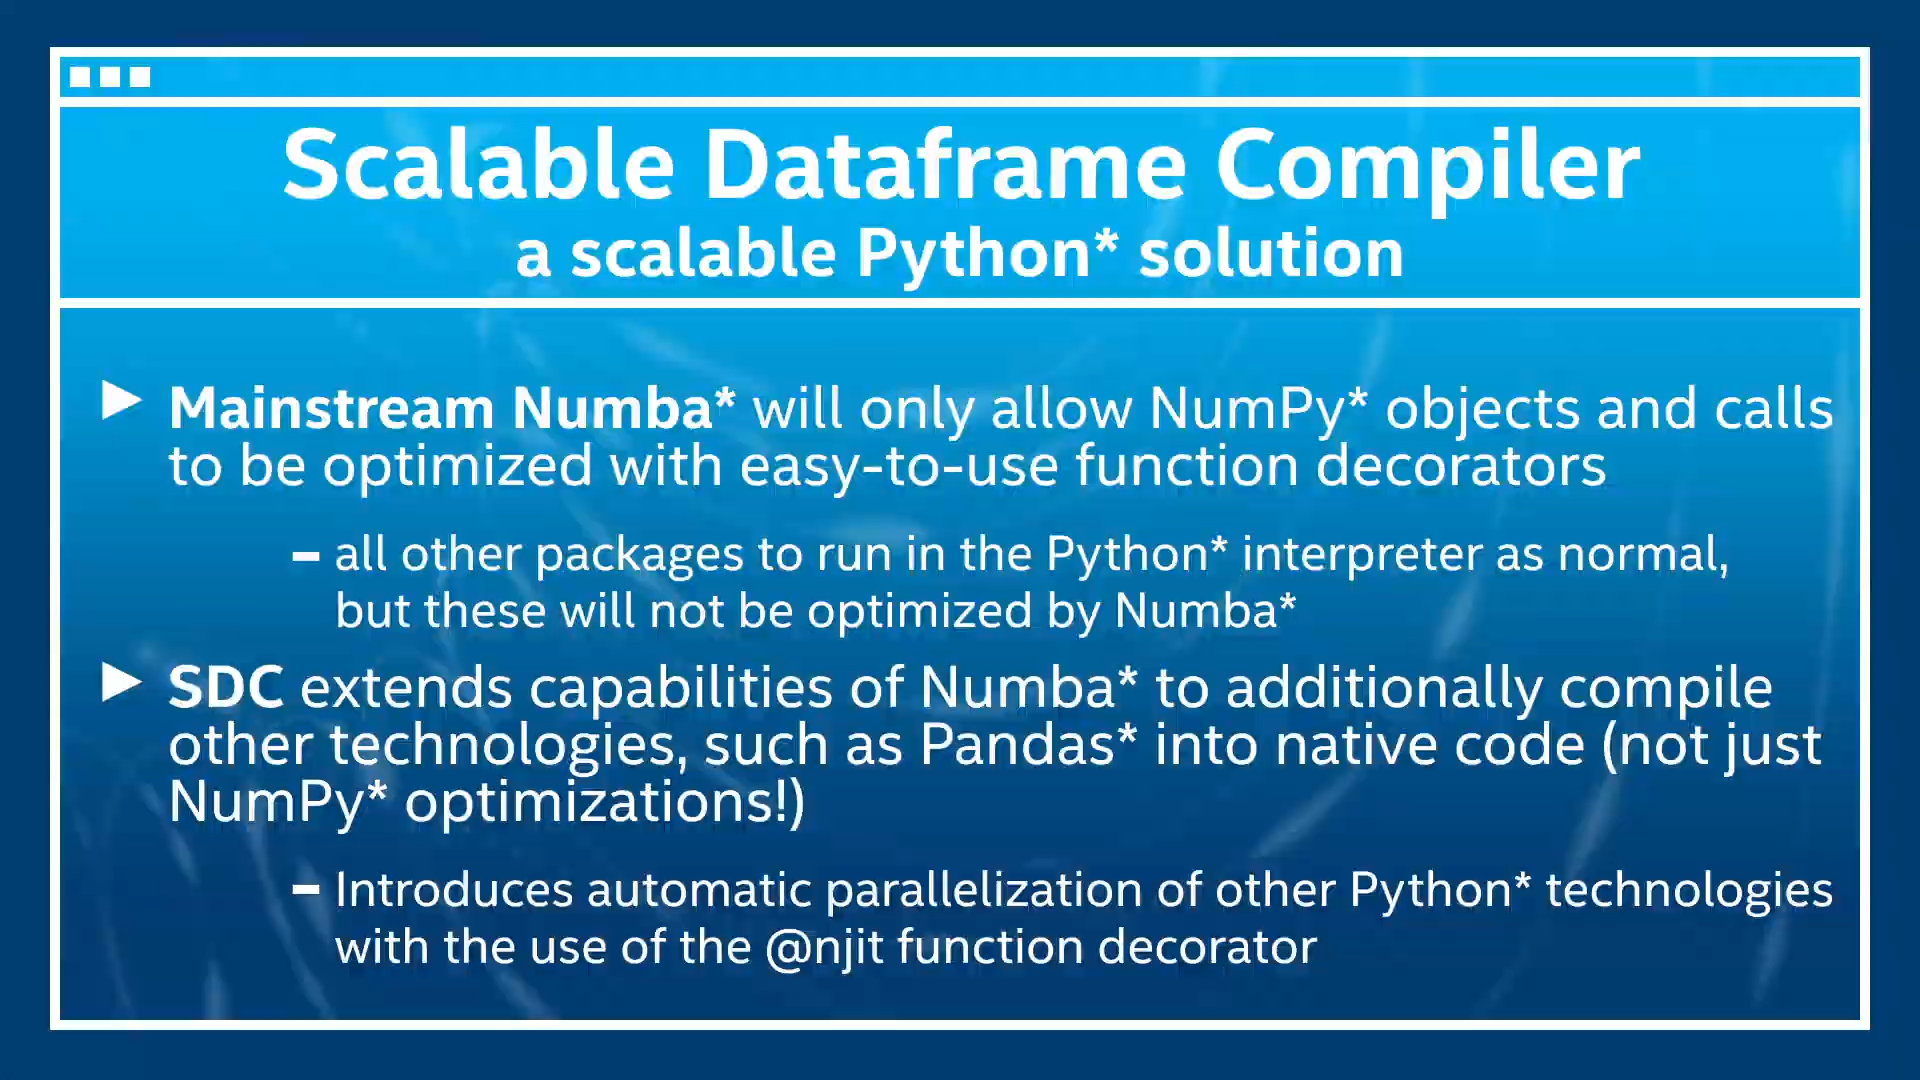 Scalable Dataframe Compiler
a scalable Python* solution
Mainstream Numba* will only allow NumPy* objects and calls
to be optimized with easy-to-use function decorators
– all other packages to run in the Python* interpreter as normal,
but these will not be optimized by Numba*
SDC extends capabilities of Numba* to additionally compile
other technologies, such as Pandas* into native code (not just
NumPy* optimizations!)
– Introduces automatic parallelization of other Python* technologies
with the use of the @njit function decorator